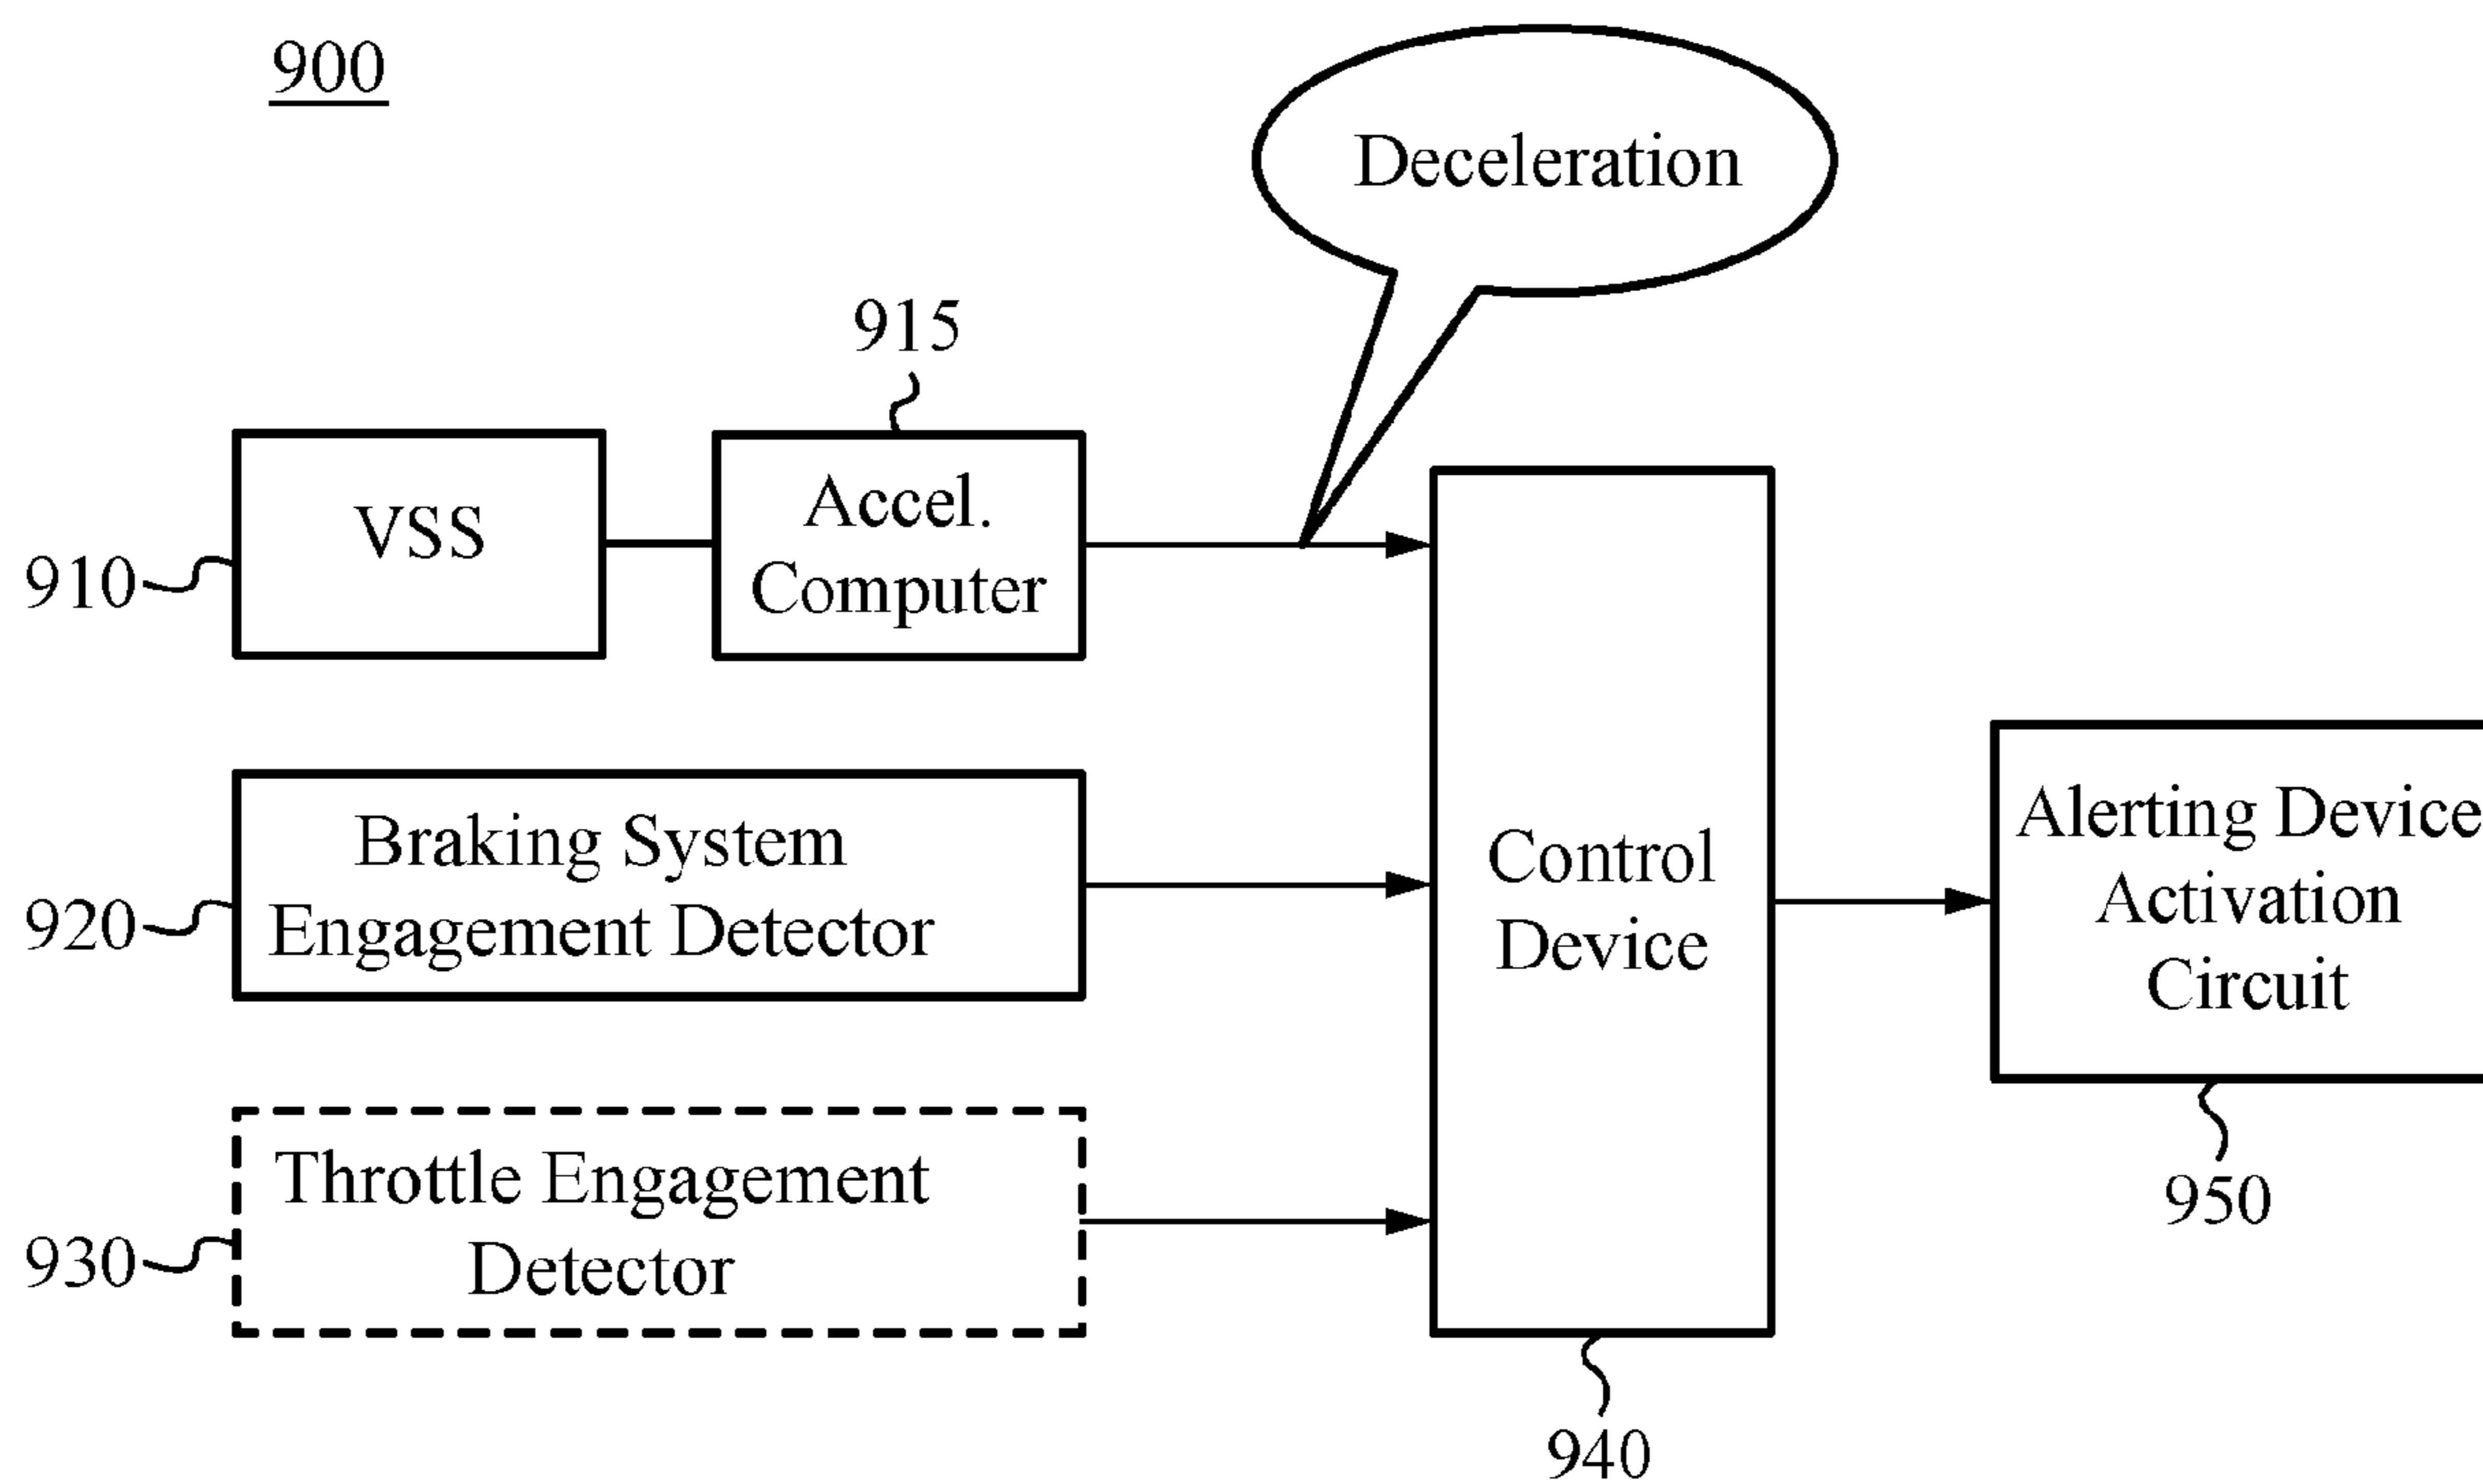 900
Deceleration
915
VSS
Accel.
Computer
910
Braking System
Engagement Detector
920
Control
Device
Alerting Device
Activation
Circuit
Throttle Engagement
Detector
930
950
940